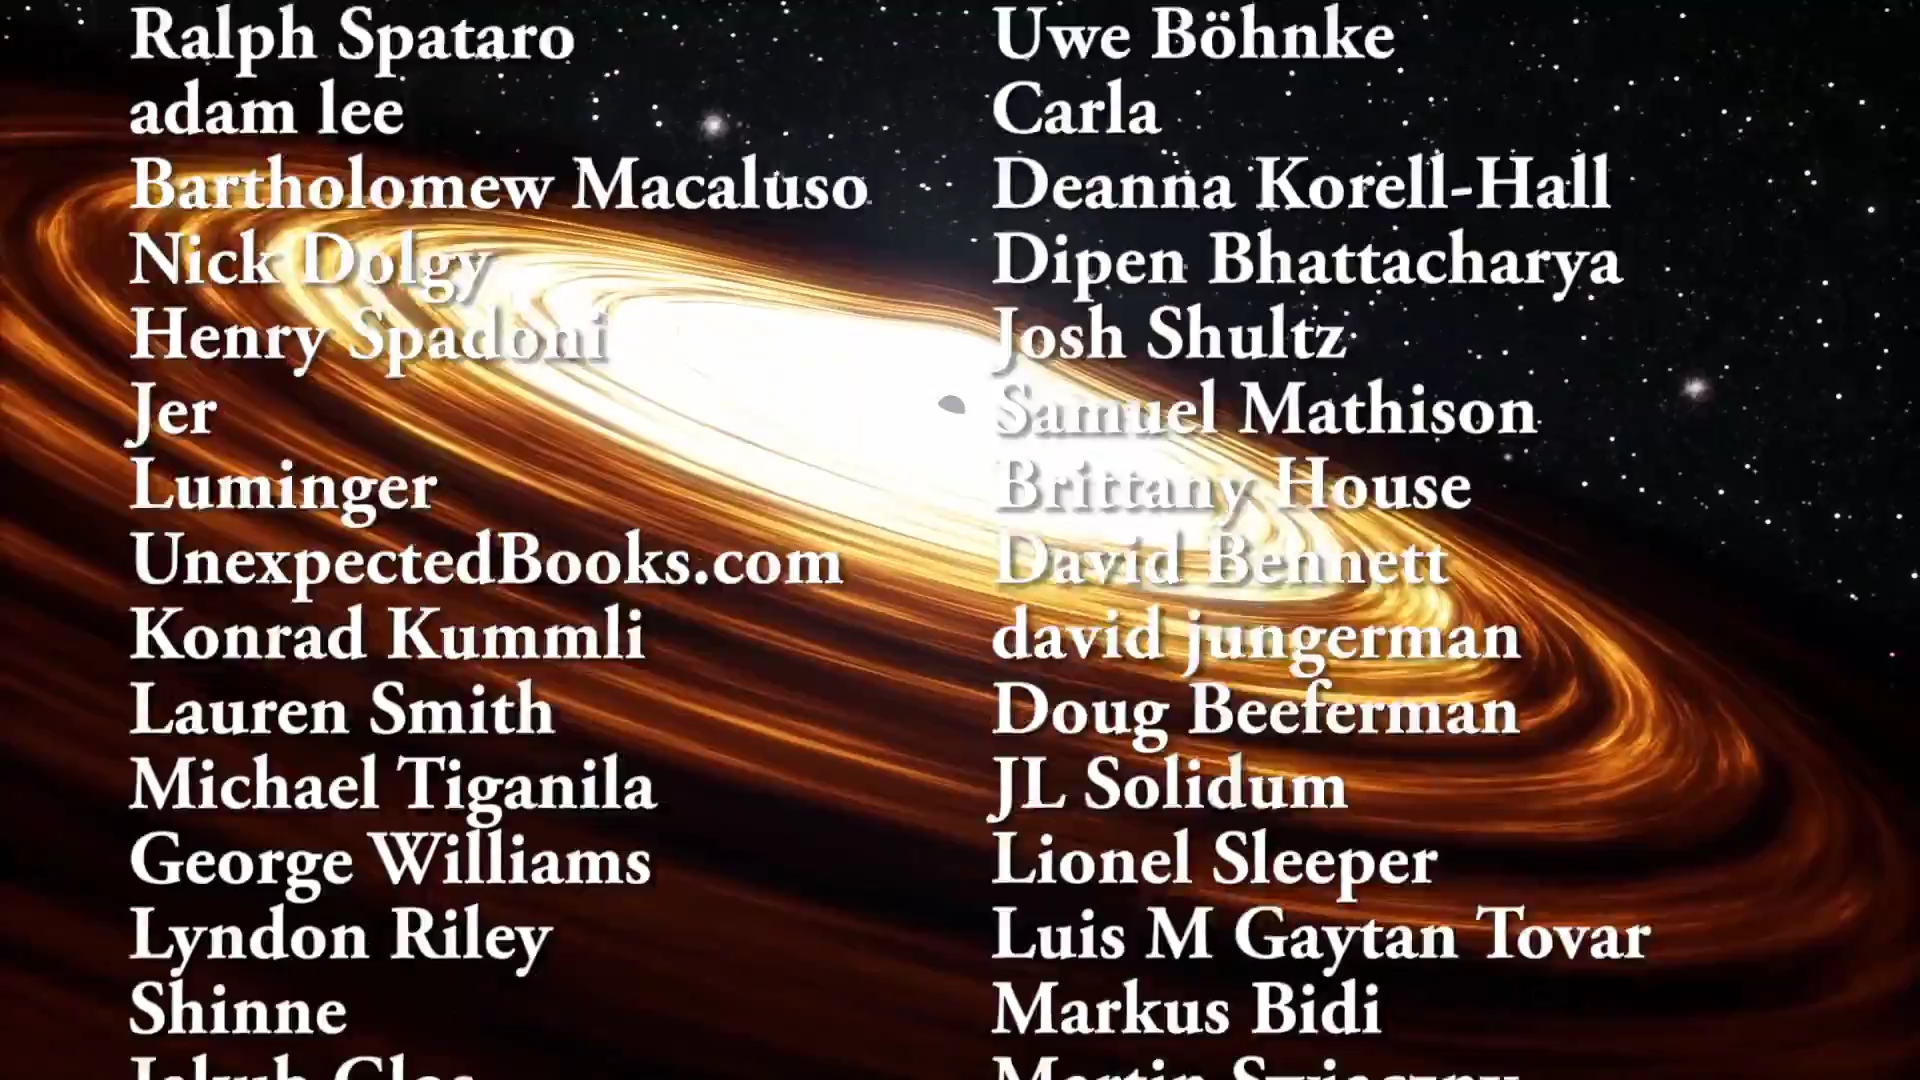 Ralph Spataro
adam lee
Bartholomew Macaluso
Nick Dolgy
Henry Spadoni
Jer
Luminger
UnexpectedBooks.com
Konrad Kummli
Lauren Smith
Michael Tiganila
George Williams
Lyndon Riley
Shinne
Uwe Böhnke
Carla
Deanna Korell-Hall
Dipen Bhattacharya
Josh Shultz
Samuel Mathison
Brittany House
David Bennett
david jungerman
Doug Beeferman
JL Solidum
Lionel Sleeper
Luis M Gaytan Tovar
Markus Bidi